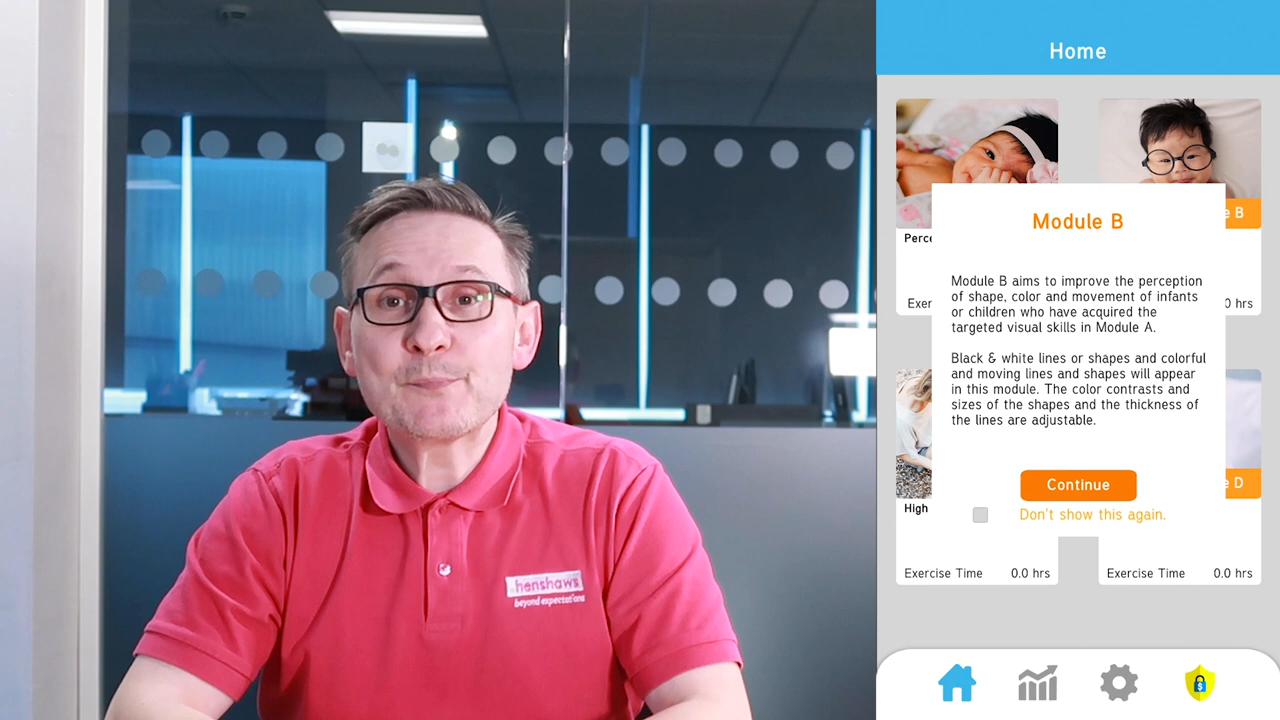 henshaws
beyond expectations
Home
e B
Module B
Perce
Module B aims to improve the perception
of shape, color and movement of infants
or children who have acquired the
targeted visual skills in Module A.
Exer
0 hrs
Black & white lines or shapes and colorful
and moving lines and shapes will appear
in this module. The color contrasts and
sizes of the shapes and the thickness of
the lines are adjustable.
Continue
e D
High
Don't show this again.
Exercise Time 0.0 hrs
Exercise Time 0.0 hrs